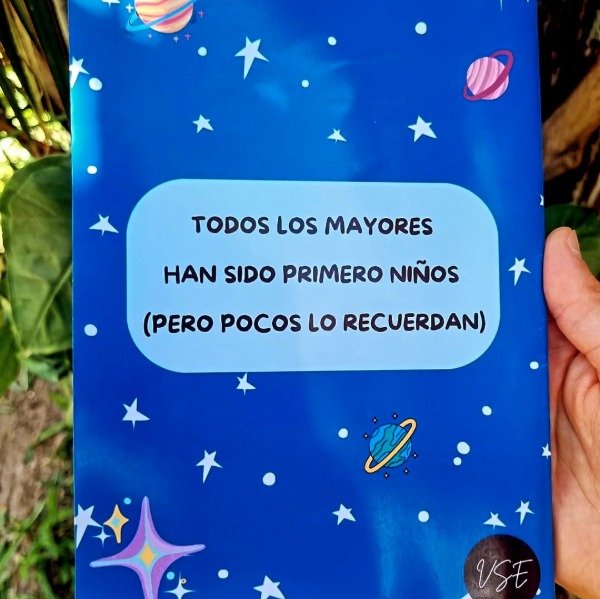 TODOS LOS MAYORES
HAN SIDO PRIMERO NIÑOS
(PERO POCOS LO RECUERDAN)
VSE